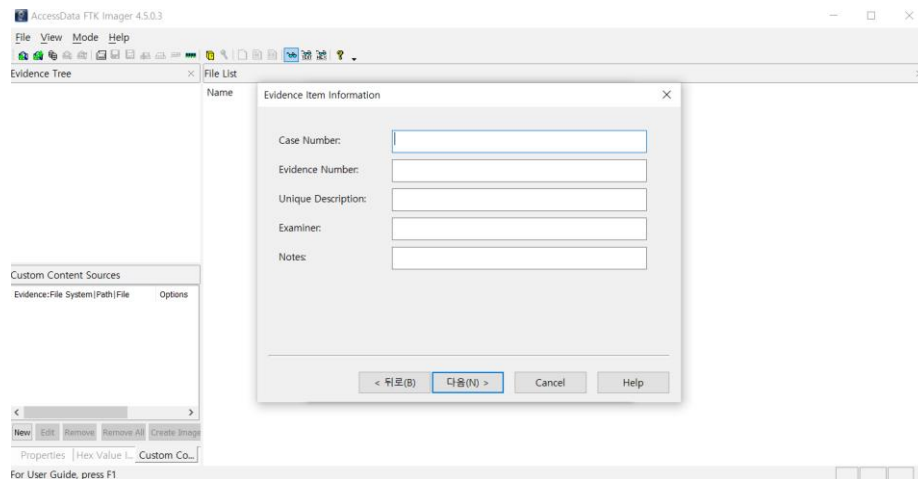 AccessData FTK Imager 4.5.0.3
File View Mode Help
Evidence Tree
File List
Name
Evidence Item Information
Case Number:
Evidence Number:
Unique Description:
Examiner:
Notes:
< 뒤로(B) 다음(N) > Cancel Help
Custom Content Sources
Evidence:File System|Path|File Options
New Edit Remove Remove All Create Image
Properties Hex Value I... Custom Co...
For User Guide, press F1